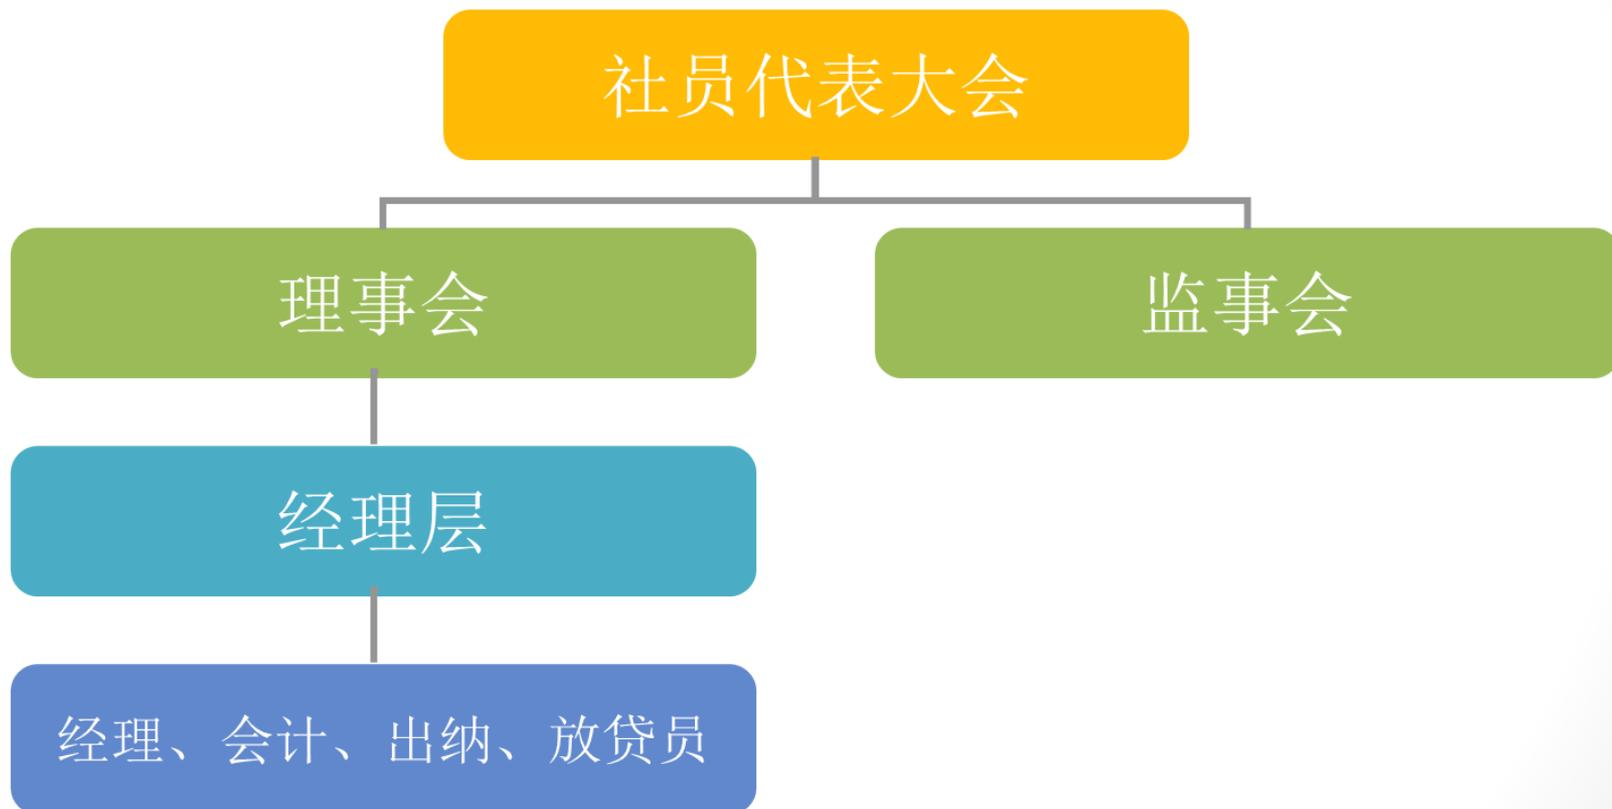 社员代表大会
理事会
监事会
经理层
经理、会计、出纳、放贷员